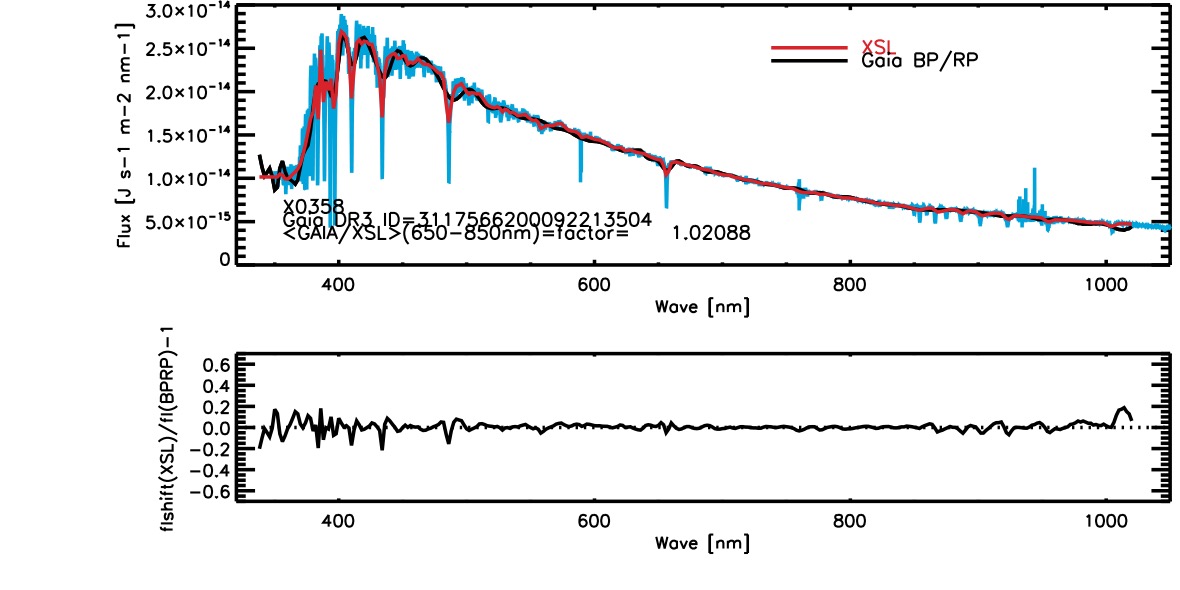 3.0×10−14
2.5×10−14
2.0×10−14
1.5×10−14
1.0×10−14
5.0×10−15
0
Flux [J s−1 m−2 nm−1]
XSL
Gaia BP/RP
X0358
Gaia DR3 ID=3117566200092213504
<GAIA/XSL>(650−850nm)=factor= 1.02088
400 600 800 1000
Wave [nm]
0.6
0.4
0.2
0.0
−0.2
−0.4
−0.6
flshift(XSL)/fl(BPRP)−1
400 600 800 1000
Wave [nm]